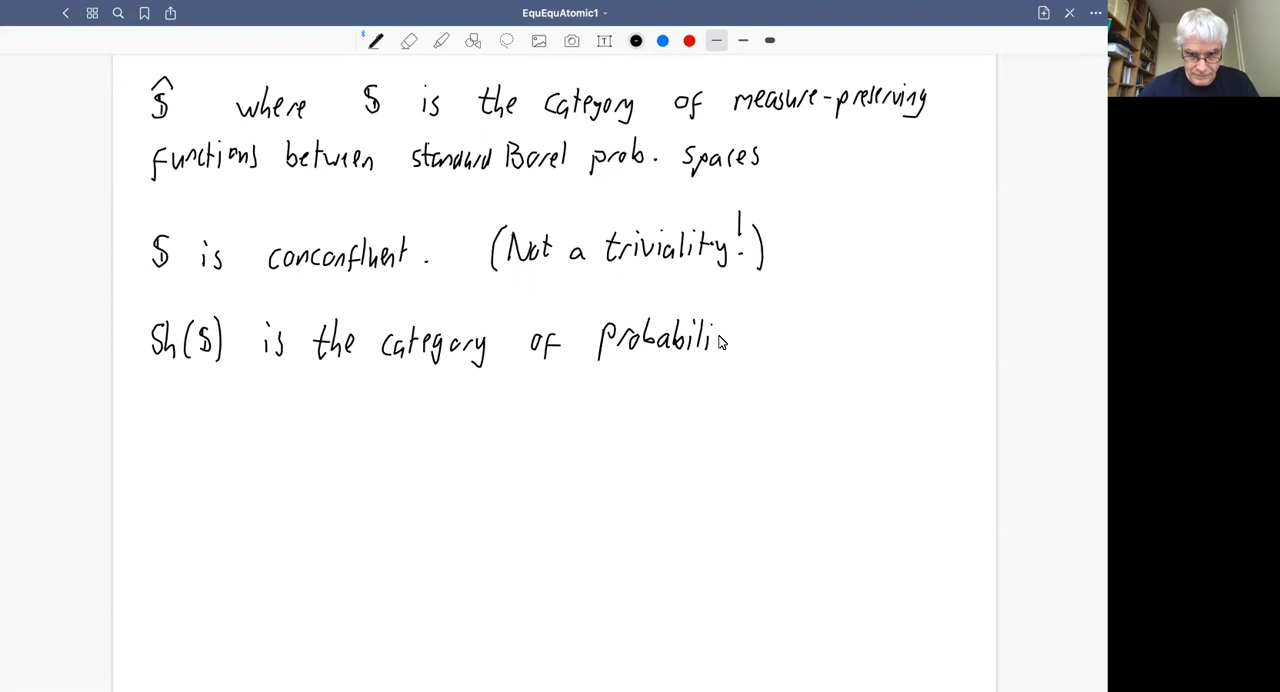 EquEquAtomic1
Ŝ where S is the category of measure-preserving
functions between standard Borel prob. spaces
S is conconfluent. (Not a triviality!)
Sh(S) is the category of probabili